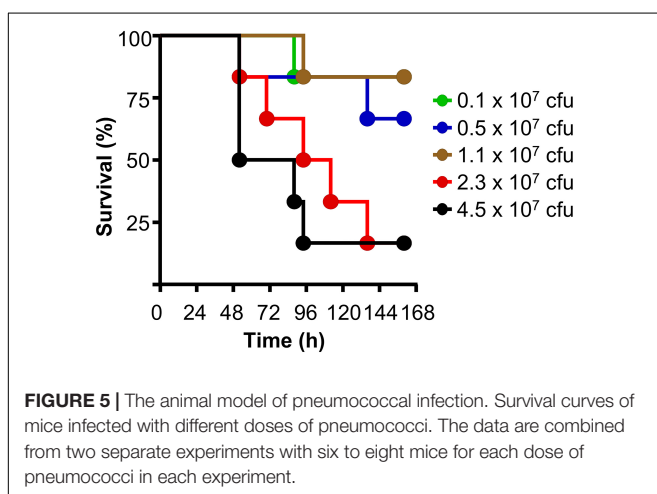 100
75
50
25
Survival (%)
0 24 48 72 96 120 144 168
Time (h)
0.1 x 10⁷ cfu
0.5 x 10⁷ cfu
1.1 x 10⁷ cfu
2.3 x 10⁷ cfu
4.5 x 10⁷ cfu
FIGURE 5 | The animal model of pneumococcal infection. Survival curves of
mice infected with different doses of pneumococci. The data are combined
from two separate experiments with six to eight mice for each dose of
pneumococci in each experiment.